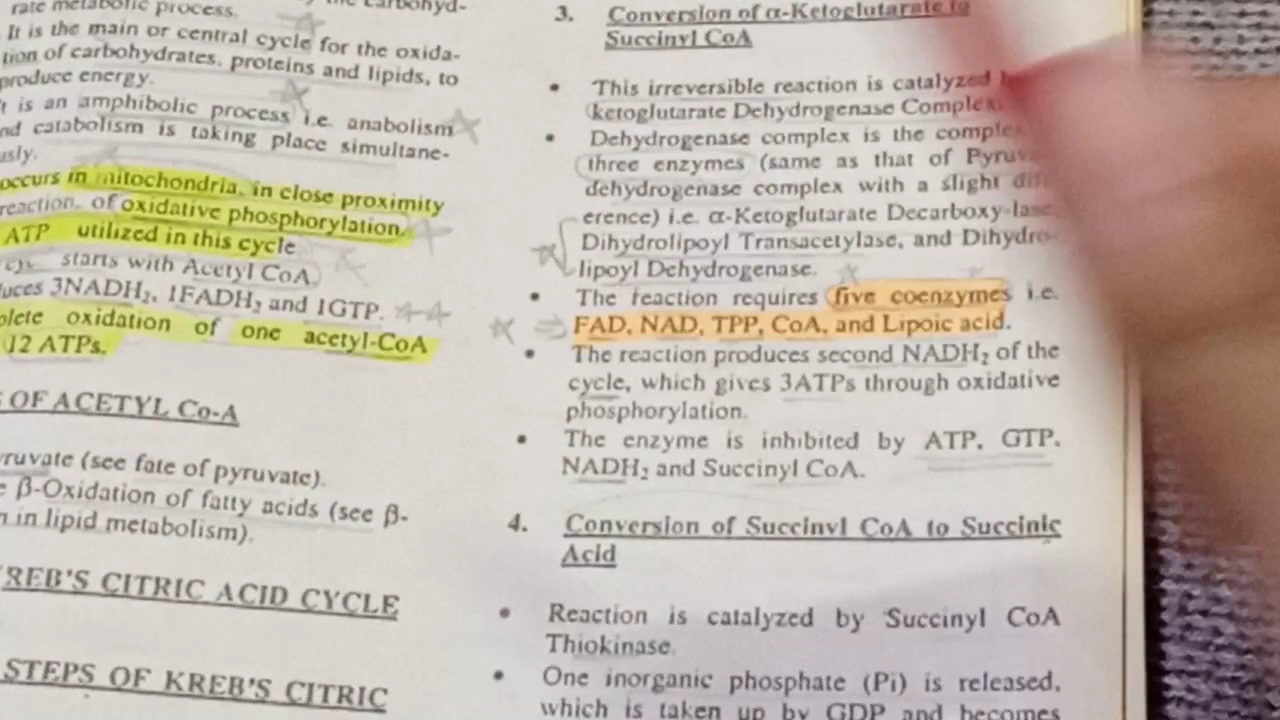 rate metabolic process.
It is the main or central cycle for the oxida-
tion of carbohydrates, proteins and lipids, to
produce energy.
t is an amphibolic process i.e. anabolism
nd catabolism is taking place simultane-
usly.
occurs in mitochondria, in close proximity
reaction, of oxidative phosphorylation.
ATP utilized in this cycle
starts with Acetyl CoA
uces 3NADH₂, 1FADH₂ and 1GTP.
plete oxidation of one acetyl-CoA
12 ATPs.
OF ACETYL Co-A
ruvate (see fate of pyruvate).
β-Oxidation of fatty acids (see β-
n in lipid metabolism).
REB'S CITRIC ACID CYCLE
STEPS OF KREB'S CITRIC
3. Conversion of α-Ketoglutarate to
Succinyl CoA
• This irreversible reaction is catalyzed
ketoglutarate Dehydrogenase Complex
• Dehydrogenase complex is the comple
three enzymes (same as that of Pyruv
dehydrogenase complex with a slight di
erence) i.e. α-Ketoglutarate Decarboxy-lase
Dihydrolipoyl Transacetylase, and Dihydro-
lipoyl Dehydrogenase.
• The reaction requires five coenzymes i.e.
FAD, NAD, TPP, CoA, and Lipoic acid.
• The reaction produces second NADH₂ of the
cycle, which gives 3ATPs through oxidative
phosphorylation.
• The enzyme is inhibited by ATP, GTP,
NADH₂ and Succinyl CoA.
4. Conversion of Succinyl CoA to Succinic
Acid
• Reaction is catalyzed by Succinyl CoA
Thiokinase.
• One inorganic phosphate (Pi) is released,
which is taken up by GDP and becomes